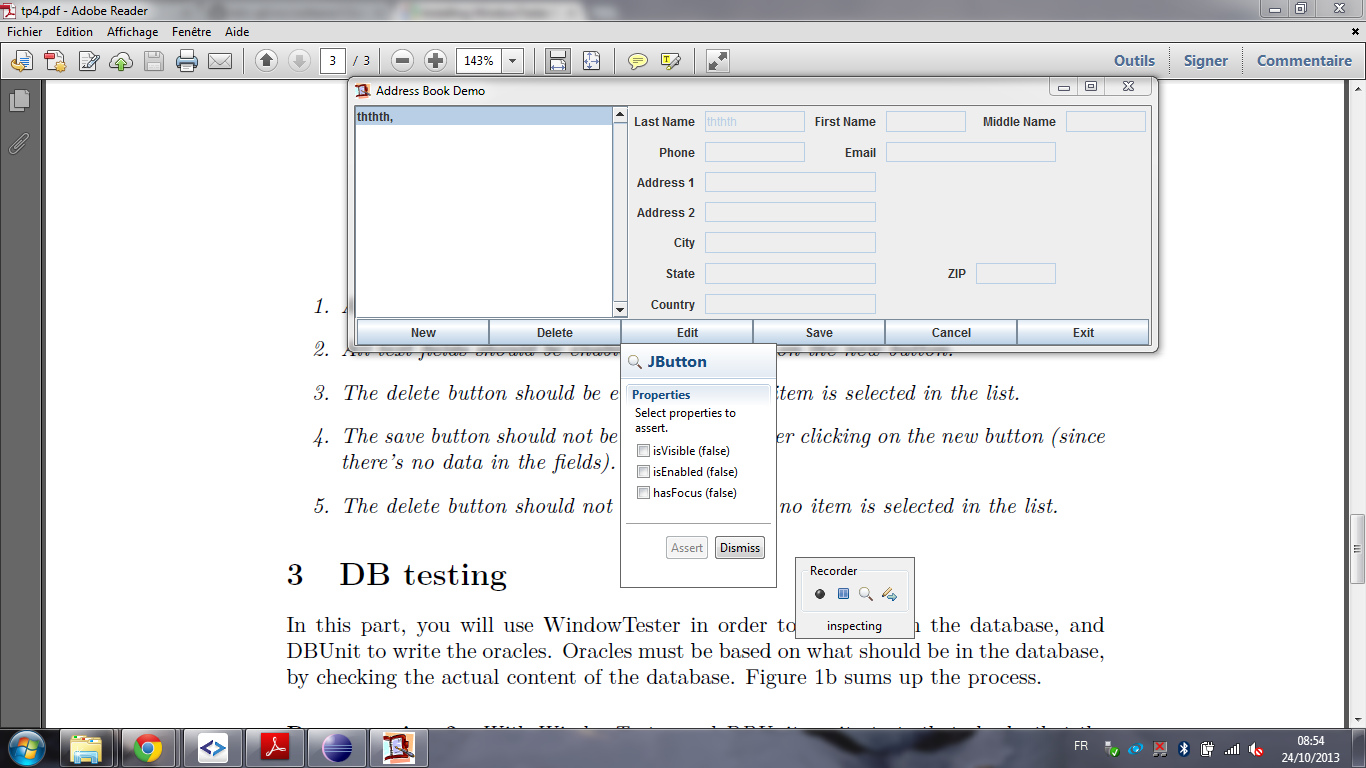 tp4.pdf - Adobe Reader
Fichier Edition Affichage Fenêtre Aide
3 / 3 143% Outils Signer Commentaire
Address Book Demo
ththth,
Last Name ththth First Name Middle Name
Phone Email
Address 1
Address 2
City
State ZIP
Country
New Delete Edit Save Cancel Exit
1.
2. All text fields should be on the new button.
3. The delete button should be item is selected in the list.
4. The save button should not be clicking on the new button (since
there's no data in the fields).
5. The delete button should not no item is selected in the list.
JButton
Properties
Select properties to
assert.
isVisible (false)
isEnabled (false)
hasFocus (false)
Assert Dismiss
Recorder
inspecting
3 DB testing
In this part, you will use WindowTester in order to the database, and
DBUnit to write the oracles. Oracles must be based on what should be in the database,
by checking the actual content of the database. Figure 1b sums up the process.
FR 08:54
24/10/2013